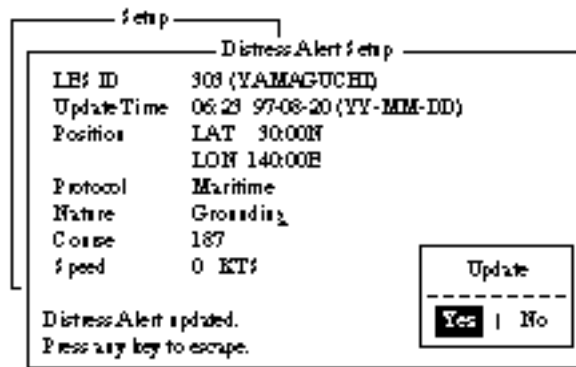 Setup
Distress Alert Setup
LES ID 303 (YAMAGUCHI)
Update Time 06:23 97-08-20 (YY-MM-DD)
Position LAT 30:00N
LON 140:00E
Protocol Maritime
Nature Grounding
Course 187
Speed 0 KTS
Update
Yes | No
Distress Alert updated.
Press any key to escape.